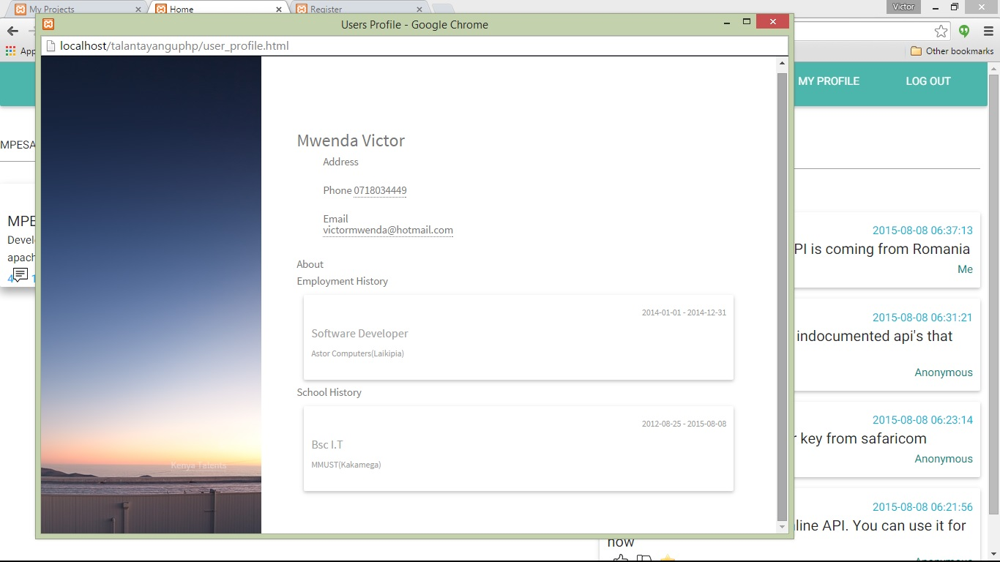 My Projects
Home
Register
Victor
Users Profile - Google Chrome
localhost/talantayanguphp/user_profile.html
App
Other bookmarks
MY PROFILE
LOG OUT
MPESA
Mwenda Victor
Address
Phone 0718034449
Email
victormwenda@hotmail.com
About
Employment History
2014-01-01 - 2014-12-31
Software Developer
Astor Computers(Laikipia)
School History
2012-08-25 - 2015-08-08
Bsc I.T
MMUST(Kakamega)
Kenya Talents
MPE
Devel
apach
4
1
2015-08-08 06:37:13
PI is coming from Romania
Me
2015-08-08 06:31:21
indocumented api's that
Anonymous
2015-08-08 06:23:14
r key from safaricom
Anonymous
2015-08-08 06:21:56
line API. You can use it for
now
Anonymous